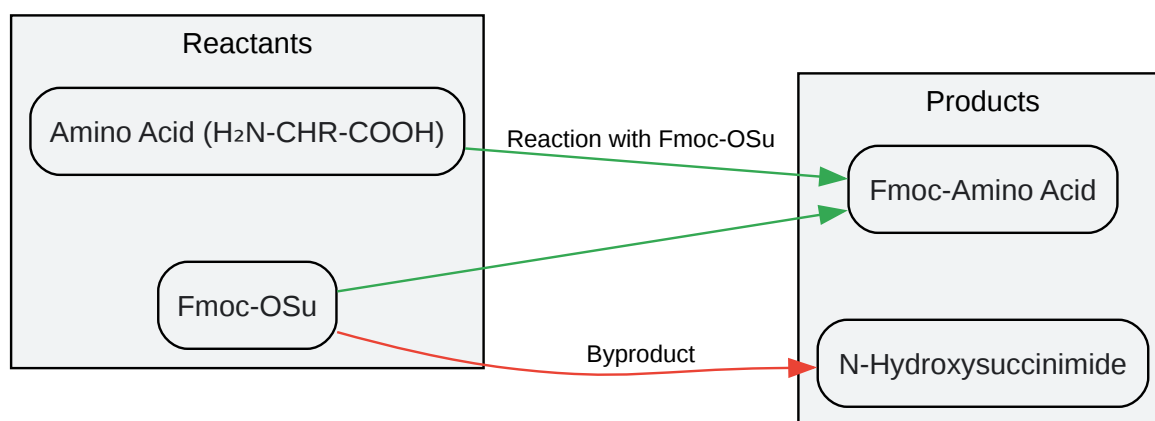 Reactants
Amino Acid (H₂N-CHR-COOH)
Fmoc-OSu
Reaction with Fmoc-OSu
Byproduct
Products
Fmoc-Amino Acid
N-Hydroxysuccinimide